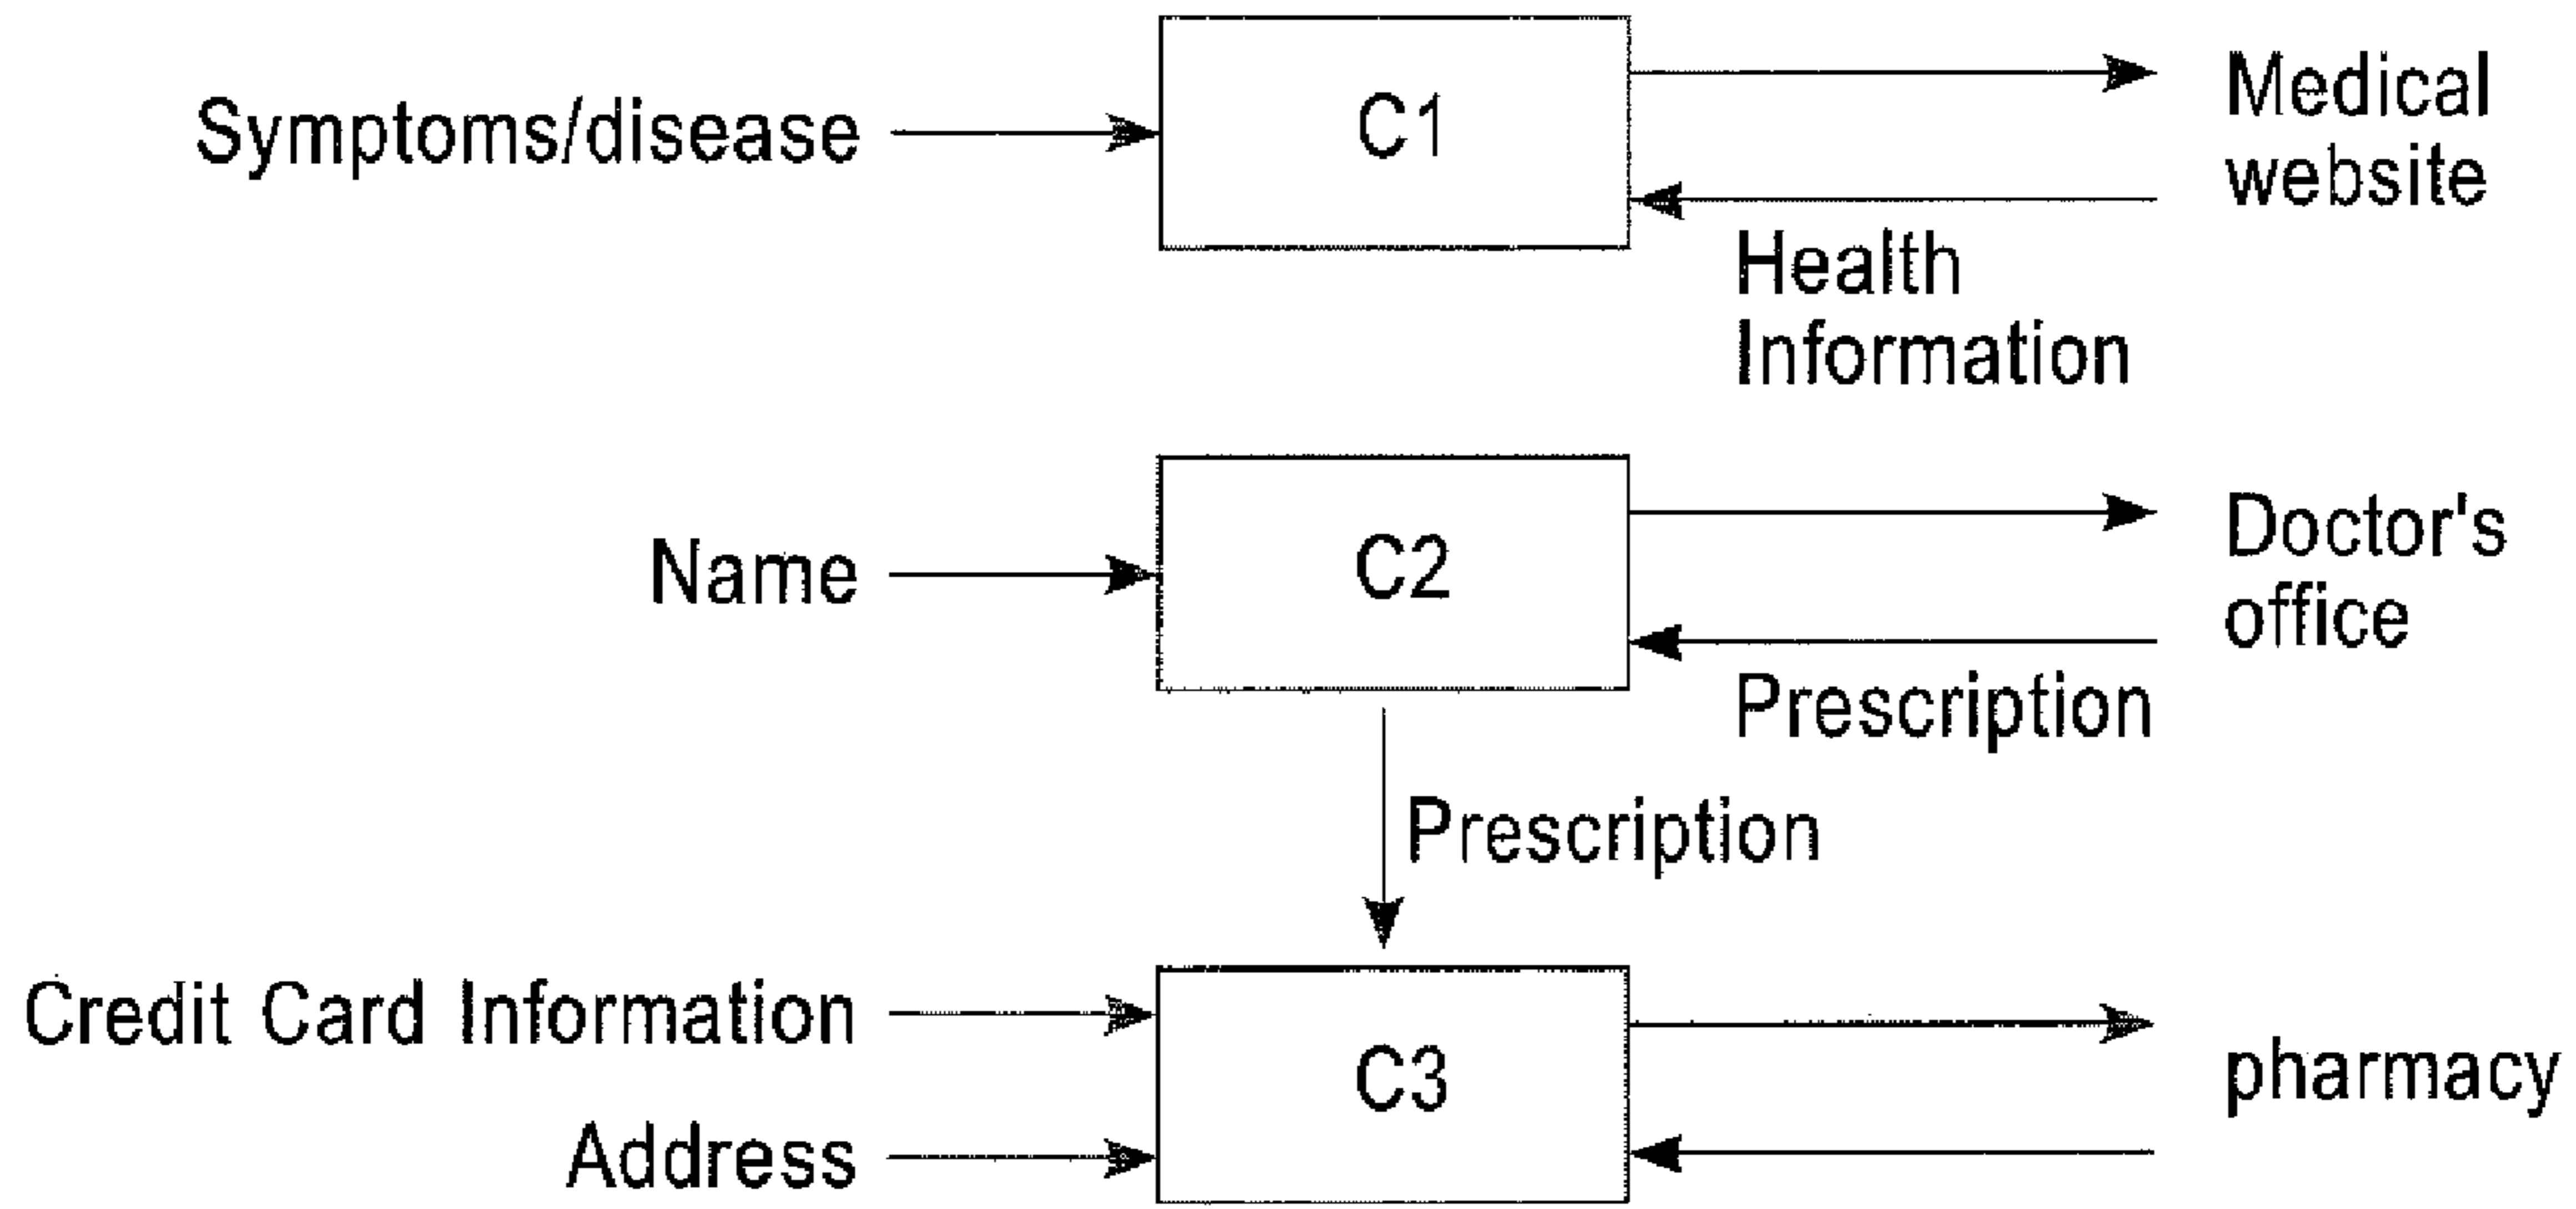 Symptoms/disease
C1
Medical
website
Health
Information
Name
C2
Doctor's
office
Prescription
Prescription
Credit Card Information
Address
C3
pharmacy